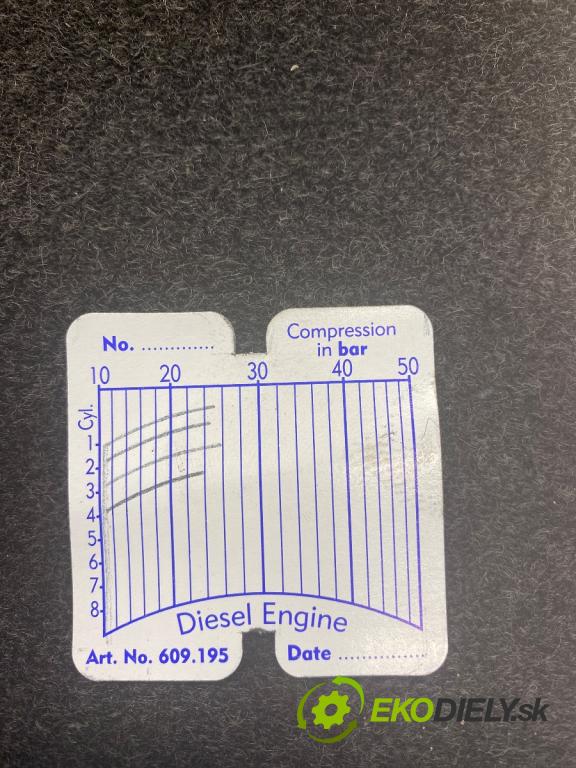 No. .............
Compression
in bar
10 20 30 40 50
Cyl.
1
2
3
4
5
6
7
8
Diesel Engine
Art. No. 609.195
Date ................
EKODIELY.sk